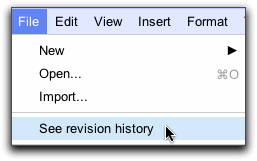 File Edit View Insert Format
New ▶
Open... ⌘O
Import...
See revision history